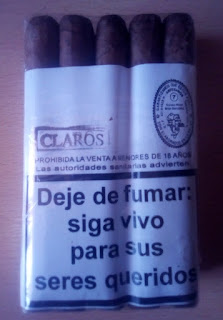 CLAROS
PROHIBIDA LA VENTA A MENORES DE 18 AÑOS
Las autoridades sanitarias advierten
Deje de fumar:
siga vivo
para sus
seres queridos